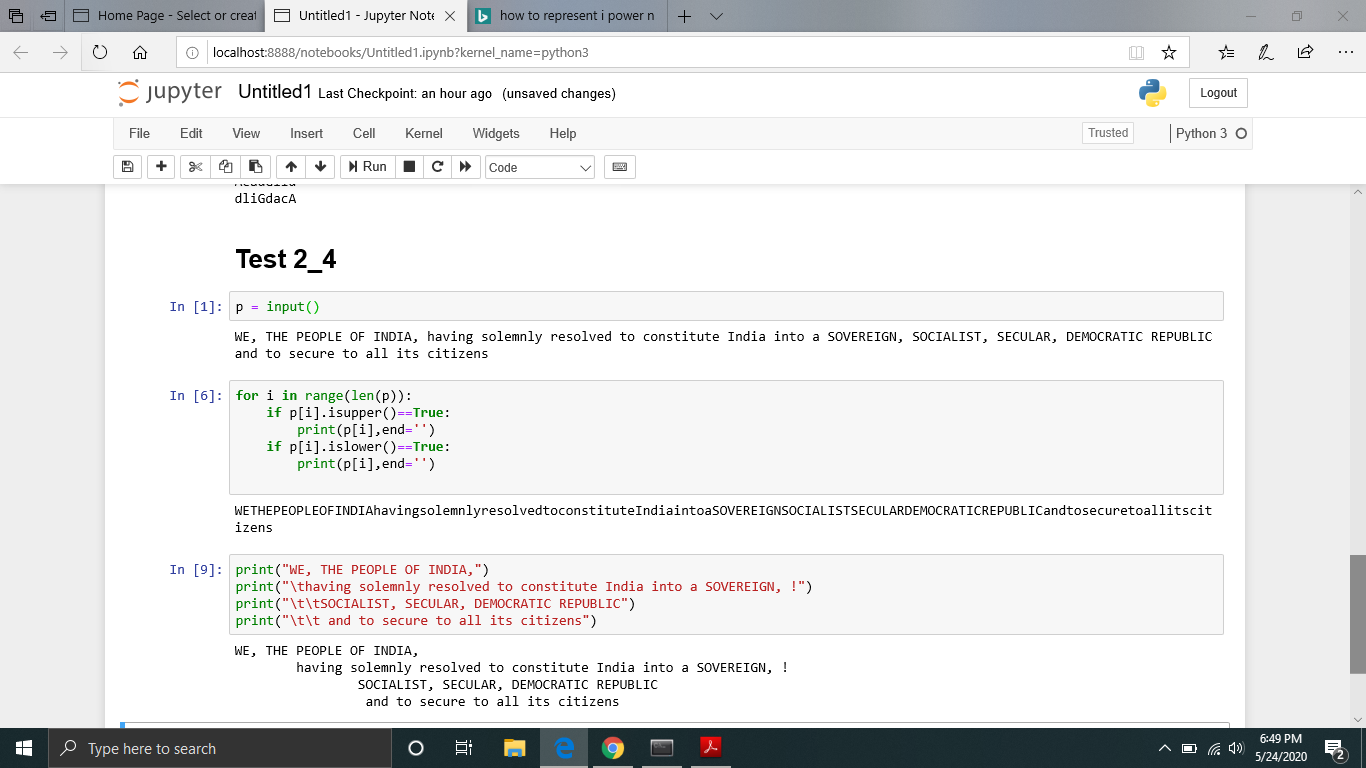 Home Page - Select or creat
Untitled1 - Jupyter Note
how to represent i power n
localhost:8888/notebooks/Untitled1.ipynb?kernel_name=python3
jupyter Untitled1 Last Checkpoint: an hour ago (unsaved changes)
Logout
File Edit View Insert Cell Kernel Widgets Help
Trusted
Python 3
Run
Code
dliGdacA
Test 2_4
In [1]: p = input()
WE, THE PEOPLE OF INDIA, having solemnly resolved to constitute India into a SOVEREIGN, SOCIALIST, SECULAR, DEMOCRATIC REPUBLIC
and to secure to all its citizens
In [6]: for i in range(len(p)):
    if p[i].isupper()==True:
        print(p[i],end='')
    if p[i].islower()==True:
        print(p[i],end='')
WETHEPEOPLEOFINDIAhavingsolemnlyresolvedtoconstituteIndiaintoaSOVEREIGNSOCIALISTSECULARDEMOCRATICREPUBLICandtosecuretoallitscit
izens
In [9]: print("WE, THE PEOPLE OF INDIA,")
print("\thaving solemnly resolved to constitute India into a SOVEREIGN, !")
print("\t\tSOCIALIST, SECULAR, DEMOCRATIC REPUBLIC")
print("\t\t and to secure to all its citizens")
WE, THE PEOPLE OF INDIA,
        having solemnly resolved to constitute India into a SOVEREIGN, !
                SOCIALIST, SECULAR, DEMOCRATIC REPUBLIC
                 and to secure to all its citizens
Type here to search
6:49 PM
5/24/2020
2